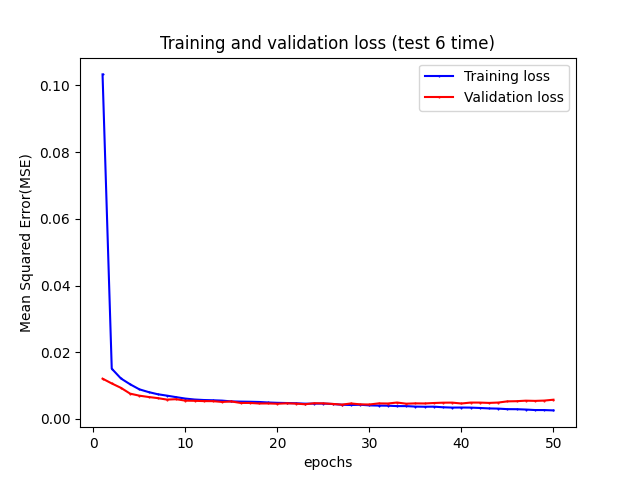 Training and validation loss (test 6 time)
Training loss
Validation loss
Mean Squared Error(MSE)
0.10
0.08
0.06
0.04
0.02
0.00
0 10 20 30 40 50
epochs